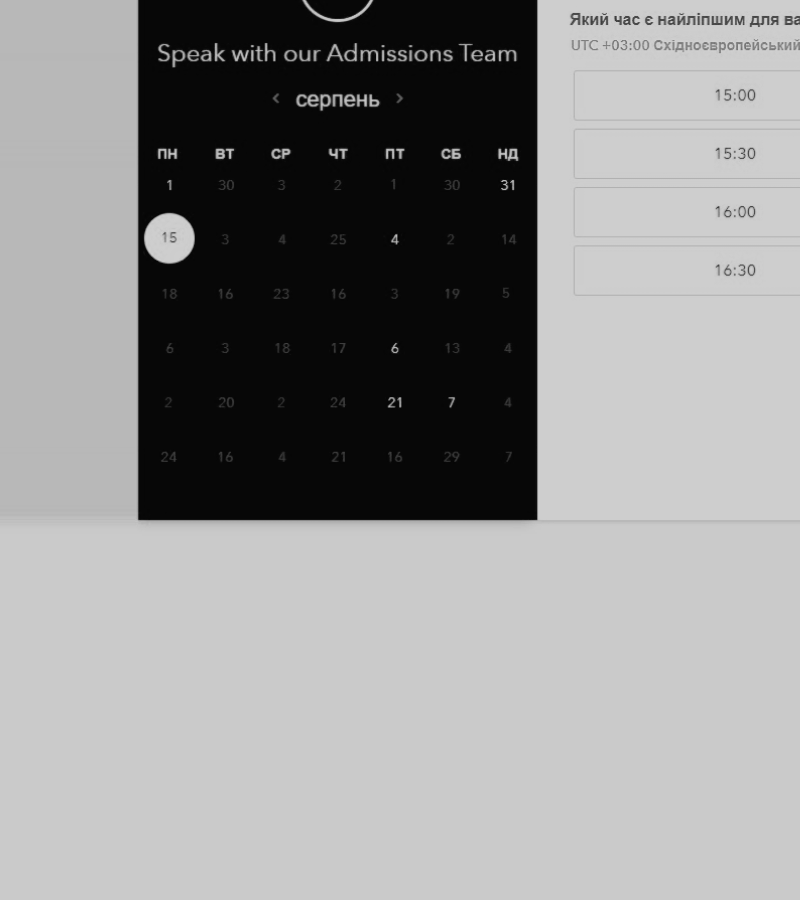 Speak with our Admissions Team
< серпень >
ПН ВТ СР ЧТ ПТ СБ НД
1 30 3 2 1 30 31
15 3 4 25 4 2 14
18 16 23 16 3 19 5
6 3 18 17 6 13 4
2 20 2 24 21 7 4
24 16 4 21 16 29 7
Який час є найліпшим для ва
UTC +03:00 Східноєвропейський
15:00
15:30
16:00
16:30